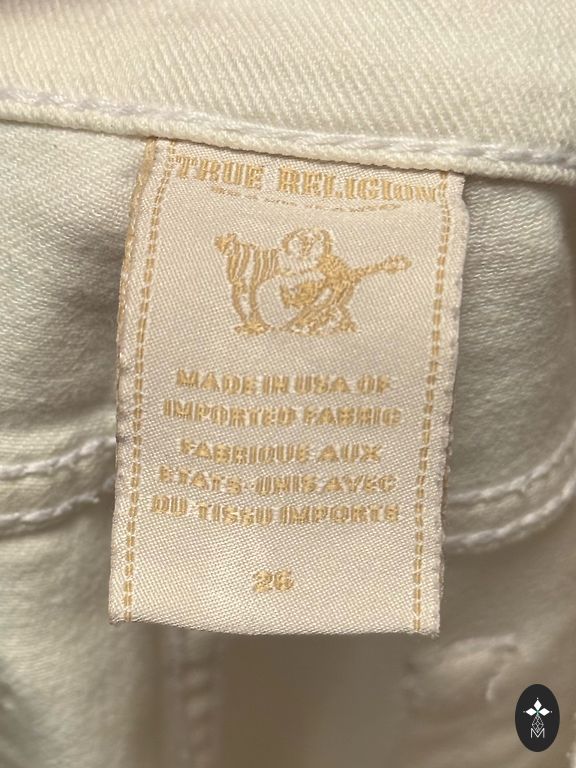 TRUE RELIGION
MADE IN USA OF
IMPORTED FABRIC
FABRIQUE AUX
ETATS-UNIS AVEC
DU TISSU IMPORTE
26
M